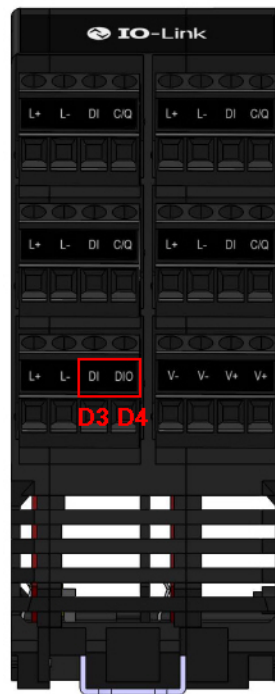 IO-Link
L+ L- DI C/Q L+ L- DI C/Q
L+ L- DI C/Q L+ L- DI C/Q
L+ L- DI DIO V- V- V+ V+
D3 D4